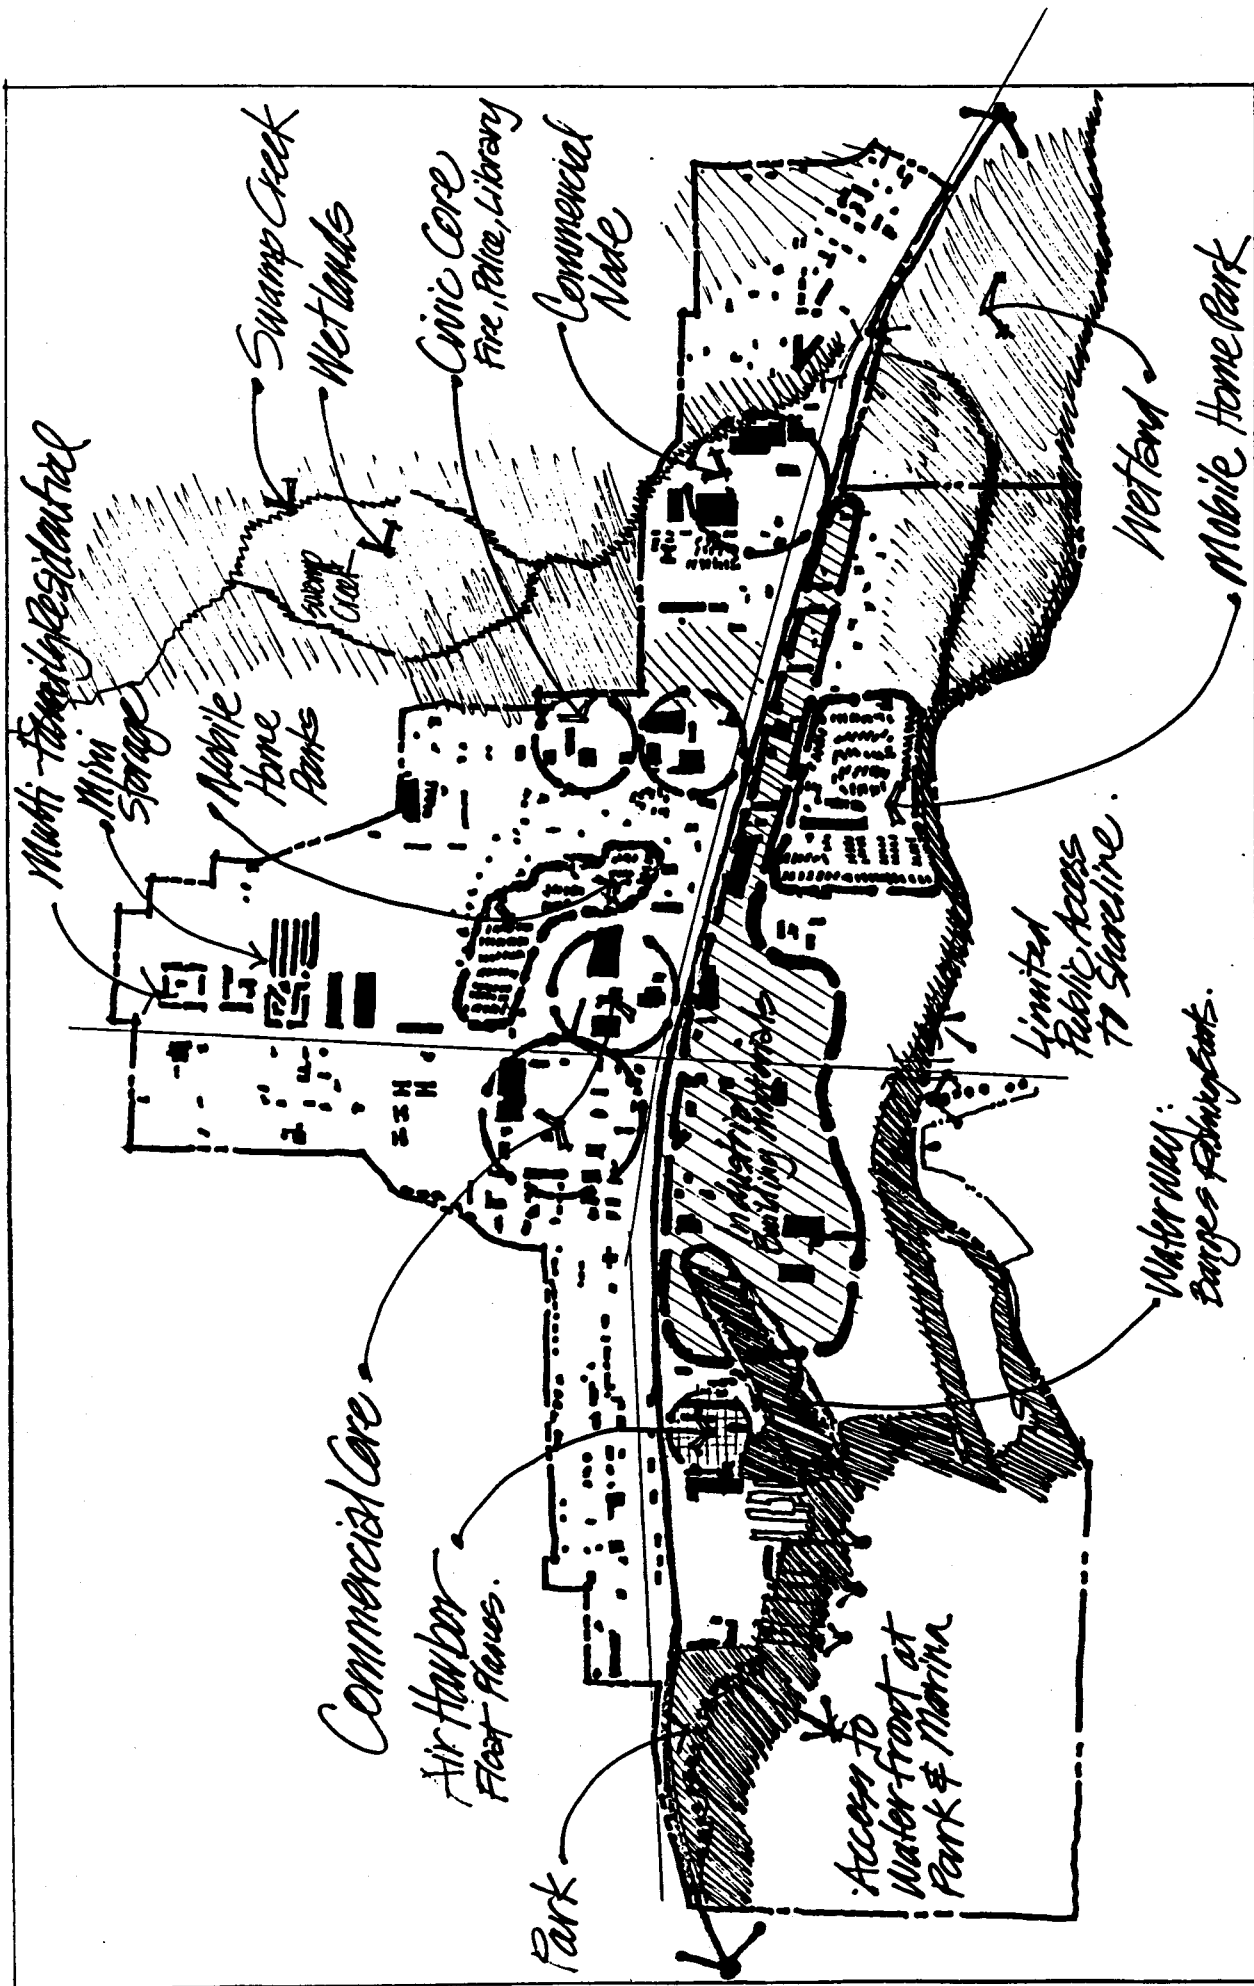 Multi-Family Residential
Mini
Storage
Mobile
Home
Parks
Swamp Creek
Wetlands
Swamp
Creek
Civic Core
Fire, Police, Library
Commercial
Node
Commercial Core
Air Harbor
Float Planes.
Park
Industrial
Building Materials
Access to
Waterfront at
Park & Marina
Waterway:
Barges
Limited
Public Access
to Shoreline.
Wetland
Mobile Home Park